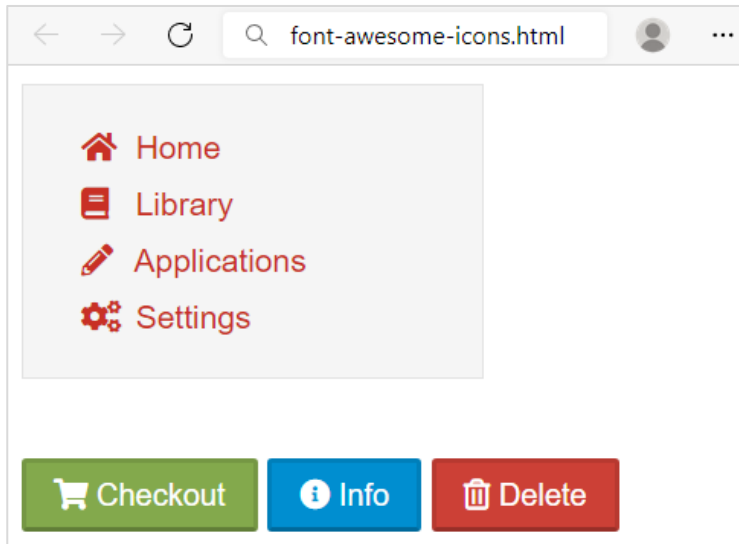 font-awesome-icons.html
Home
Library
Applications
Settings
Checkout Info Delete